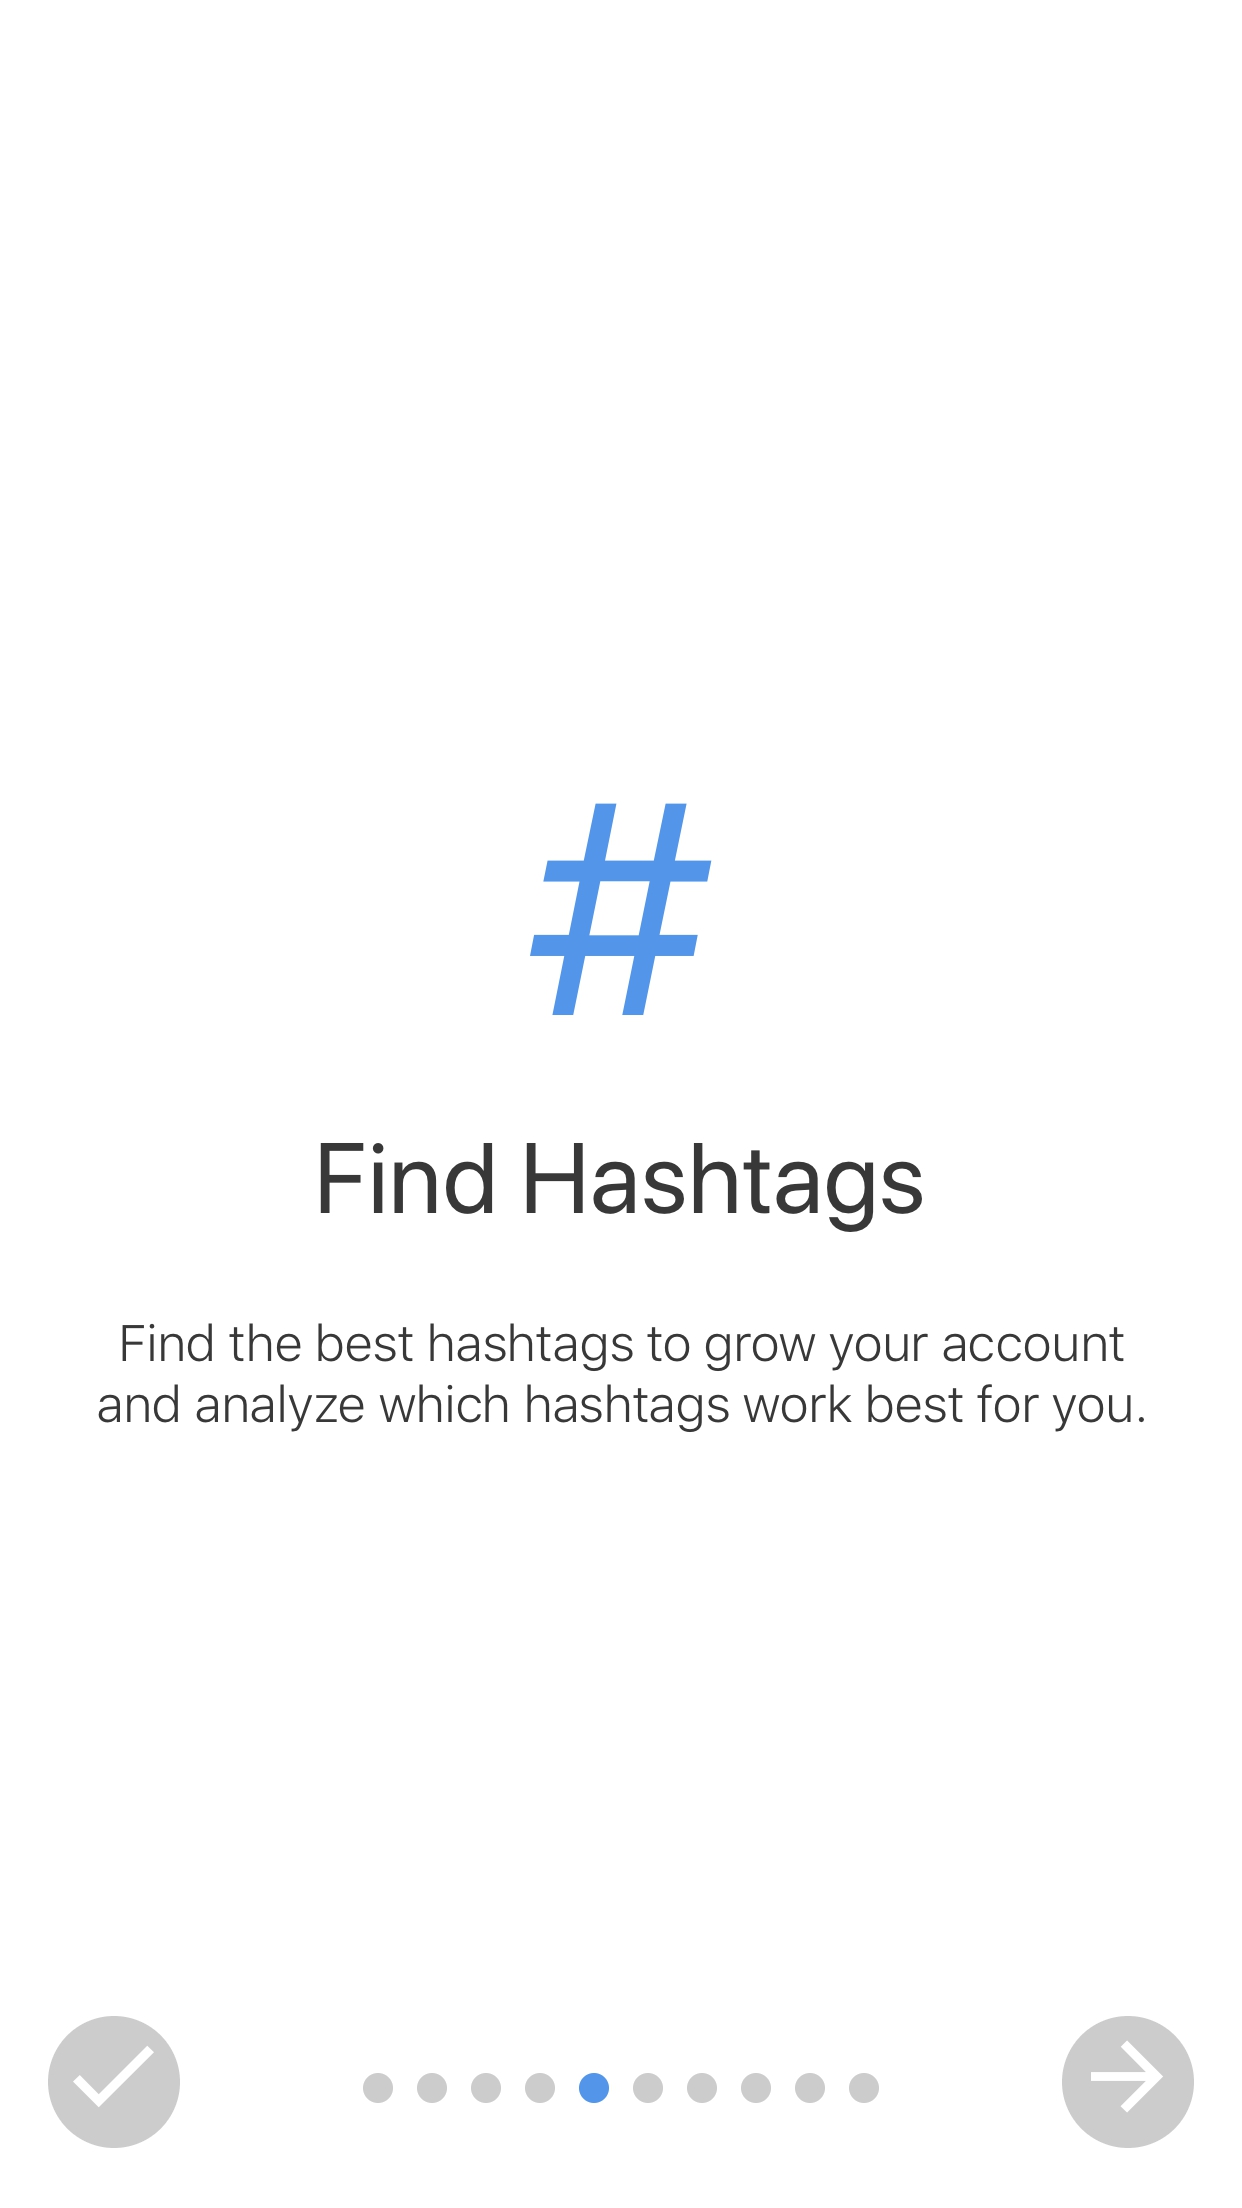 #
Find Hashtags
Find the best hashtags to grow your account
and analyze which hashtags work best for you.